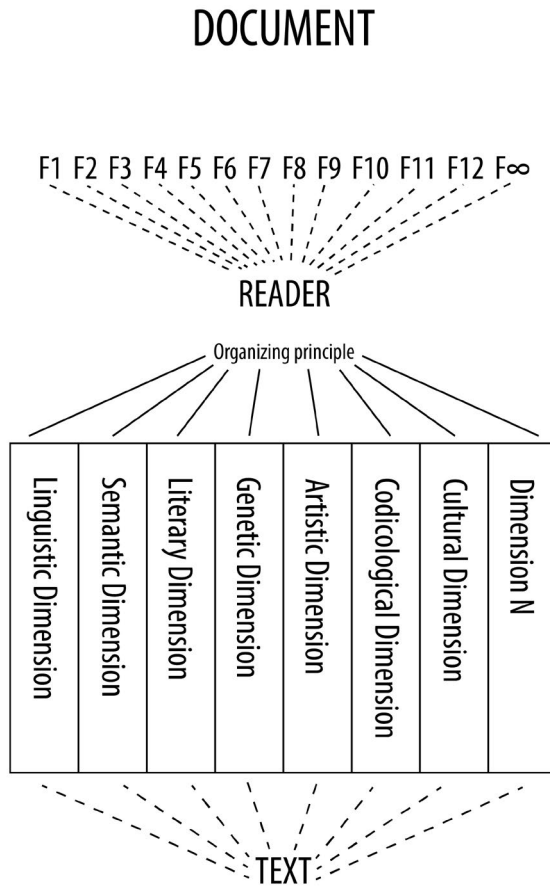 DOCUMENT
F1 F2 F3 F4 F5 F6 F7 F8 F9 F10 F11 F12 F∞
READER
Organizing principle
Linguistic Dimension
Semantic Dimension
Literary Dimension
Genetic Dimension
Artistic Dimension
Codicological Dimension
Cultural Dimension
Dimension N
TEXT